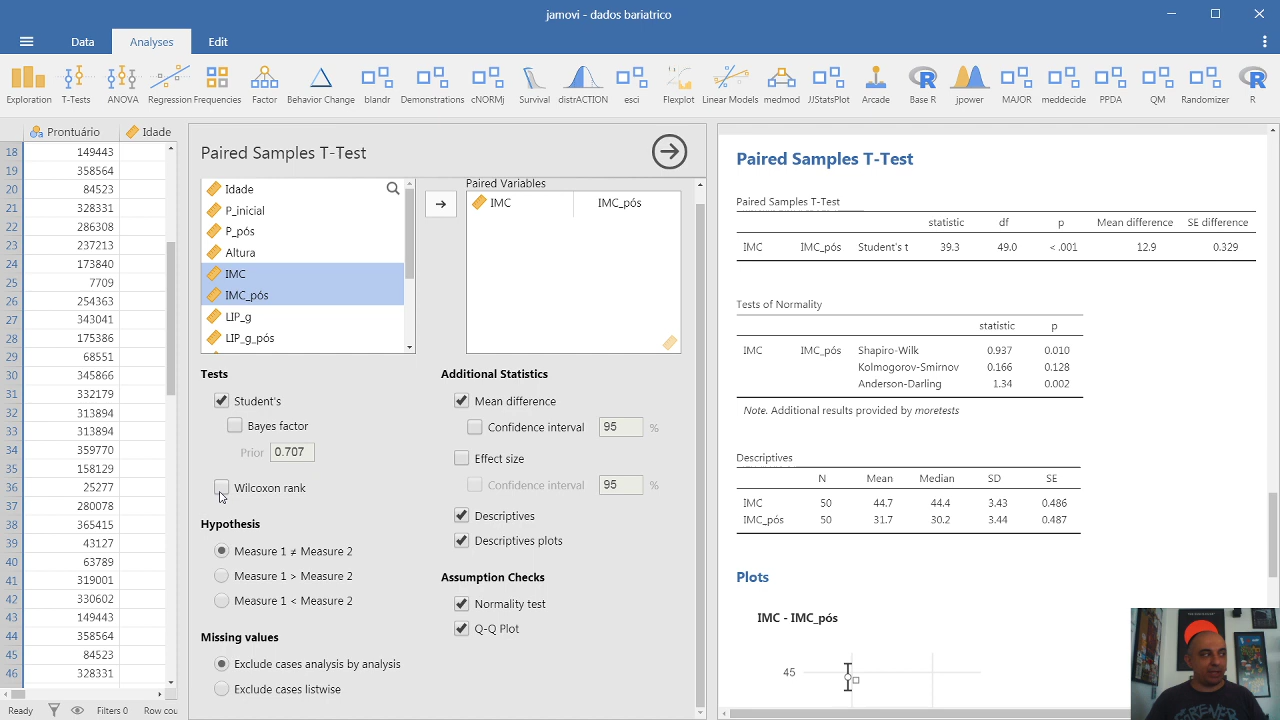 jamovi - dados bariatrico
Data Analyses Edit
Exploration T-Tests ANOVA Regression Frequencies Factor Behavior Change blandr Demonstrations cNORMj Survival distrACTION esci Flexplot Linear Models medmod JJStatsPlot Arcade Base R jpower MAJOR meddecide PPDA QM Randomizer R
Prontuário Idade
18 149443
19 358564
20 84523
21 328331
22 286308
23 237213
24 173840
25 7709
26 254363
27 343041
28 175386
29 68551
30 345866
31 332179
32 313894
33 313894
34 359770
35 158129
36 25277
37 280078
38 365415
39 43127
40 63789
41 319001
42 330602
43 149443
44 358564
45 84523
46 328331
Ready Filters 0 Row cou
Paired Samples T-Test
Idade
P_inicial
P_pós
Altura
IMC
IMC_pós
LIP_g
LIP_g_pós
Paired Variables
IMC IMC_pós
Tests
Student's
Bayes factor
Prior 0.707
Wilcoxon rank
Hypothesis
Measure 1 ≠ Measure 2
Measure 1 > Measure 2
Measure 1 < Measure 2
Missing values
Exclude cases analysis by analysis
Exclude cases listwise
Additional Statistics
Mean difference
Confidence interval 95 %
Effect size
Confidence interval 95 %
Descriptives
Descriptives plots
Assumption Checks
Normality test
Q-Q Plot
Paired Samples T-Test
Paired Samples T-Test
statistic df p Mean difference SE difference
IMC IMC_pós Student's t 39.3 49.0 < .001 12.9 0.329
Tests of Normality
statistic p
IMC IMC_pós Shapiro-Wilk 0.937 0.010
Kolmogorov-Smirnov 0.166 0.128
Anderson-Darling 1.34 0.002
Note. Additional results provided by moretests
Descriptives
N Mean Median SD SE
IMC 50 44.7 44.4 3.43 0.486
IMC_pós 50 31.7 30.2 3.44 0.487
Plots
IMC - IMC_pós
45